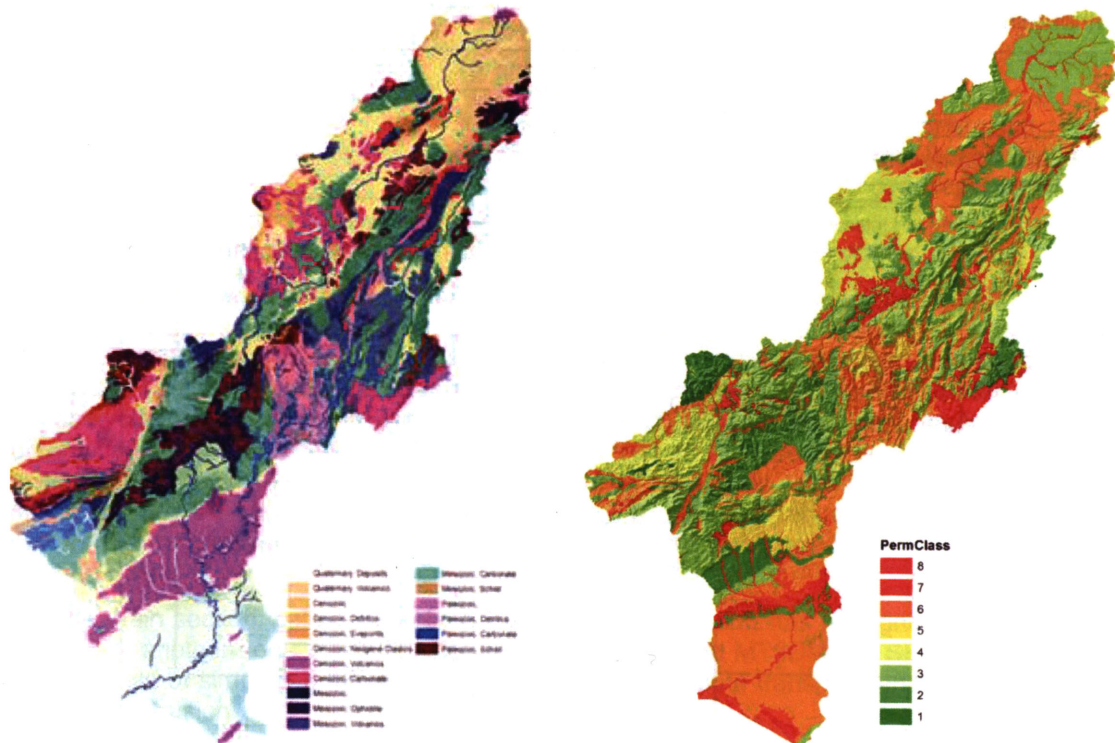 Quaternary Deposits
Quaternary Volcanics
Cenozoic
Cenozoic, Detritics
Cenozoic, Evaporits
Cenozoic, Neogene Clastics
Cenozoic, Volcanics
Cenozoic, Carbonate
Mesozoic
Mesozoic, Ophiolite
Mesozoic, Volcanics
Mesozoic, Carbonate
Mesozoic, Schist
Paleozoic,
Paleozoic, Detritics
Paleozoic, Carbonate
Paleozoic, Schist
PermClass
8
7
6
5
4
3
2
1